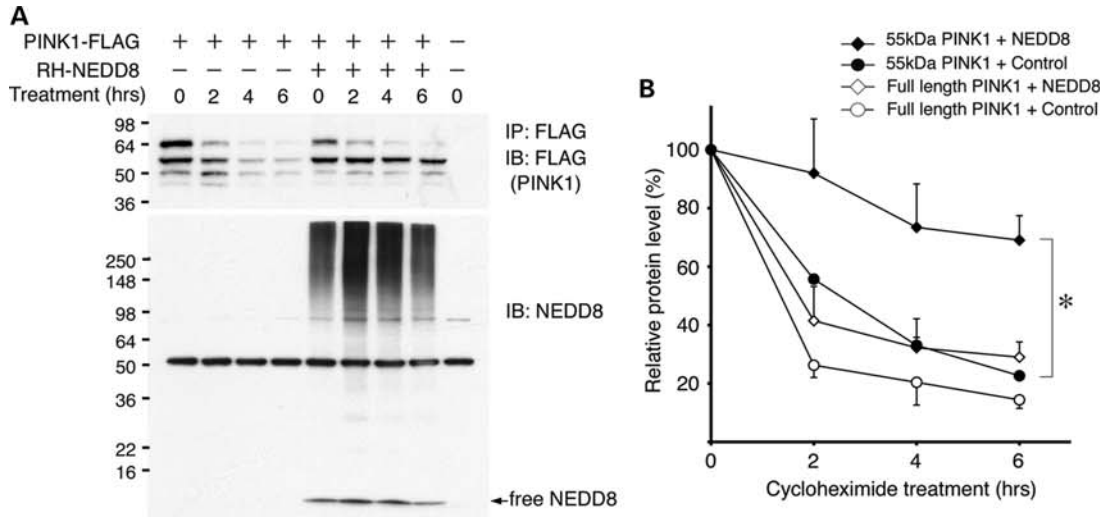 A
PINK1-FLAG + + + + + + + + −
RH-NEDD8 − − − − + + + + −
Treatment (hrs) 0 2 4 6 0 2 4 6 0
98
64
50
36
IP: FLAG
IB: FLAG
(PINK1)
250
148
98
64
50
36
22
16
IB: NEDD8
free NEDD8
B
55kDa PINK1 + NEDD8
55kDa PINK1 + Control
Full length PINK1 + NEDD8
Full length PINK1 + Control
Relative protein level (%)
100
80
60
40
20
*
0 2 4 6
Cycloheximide treatment (hrs)